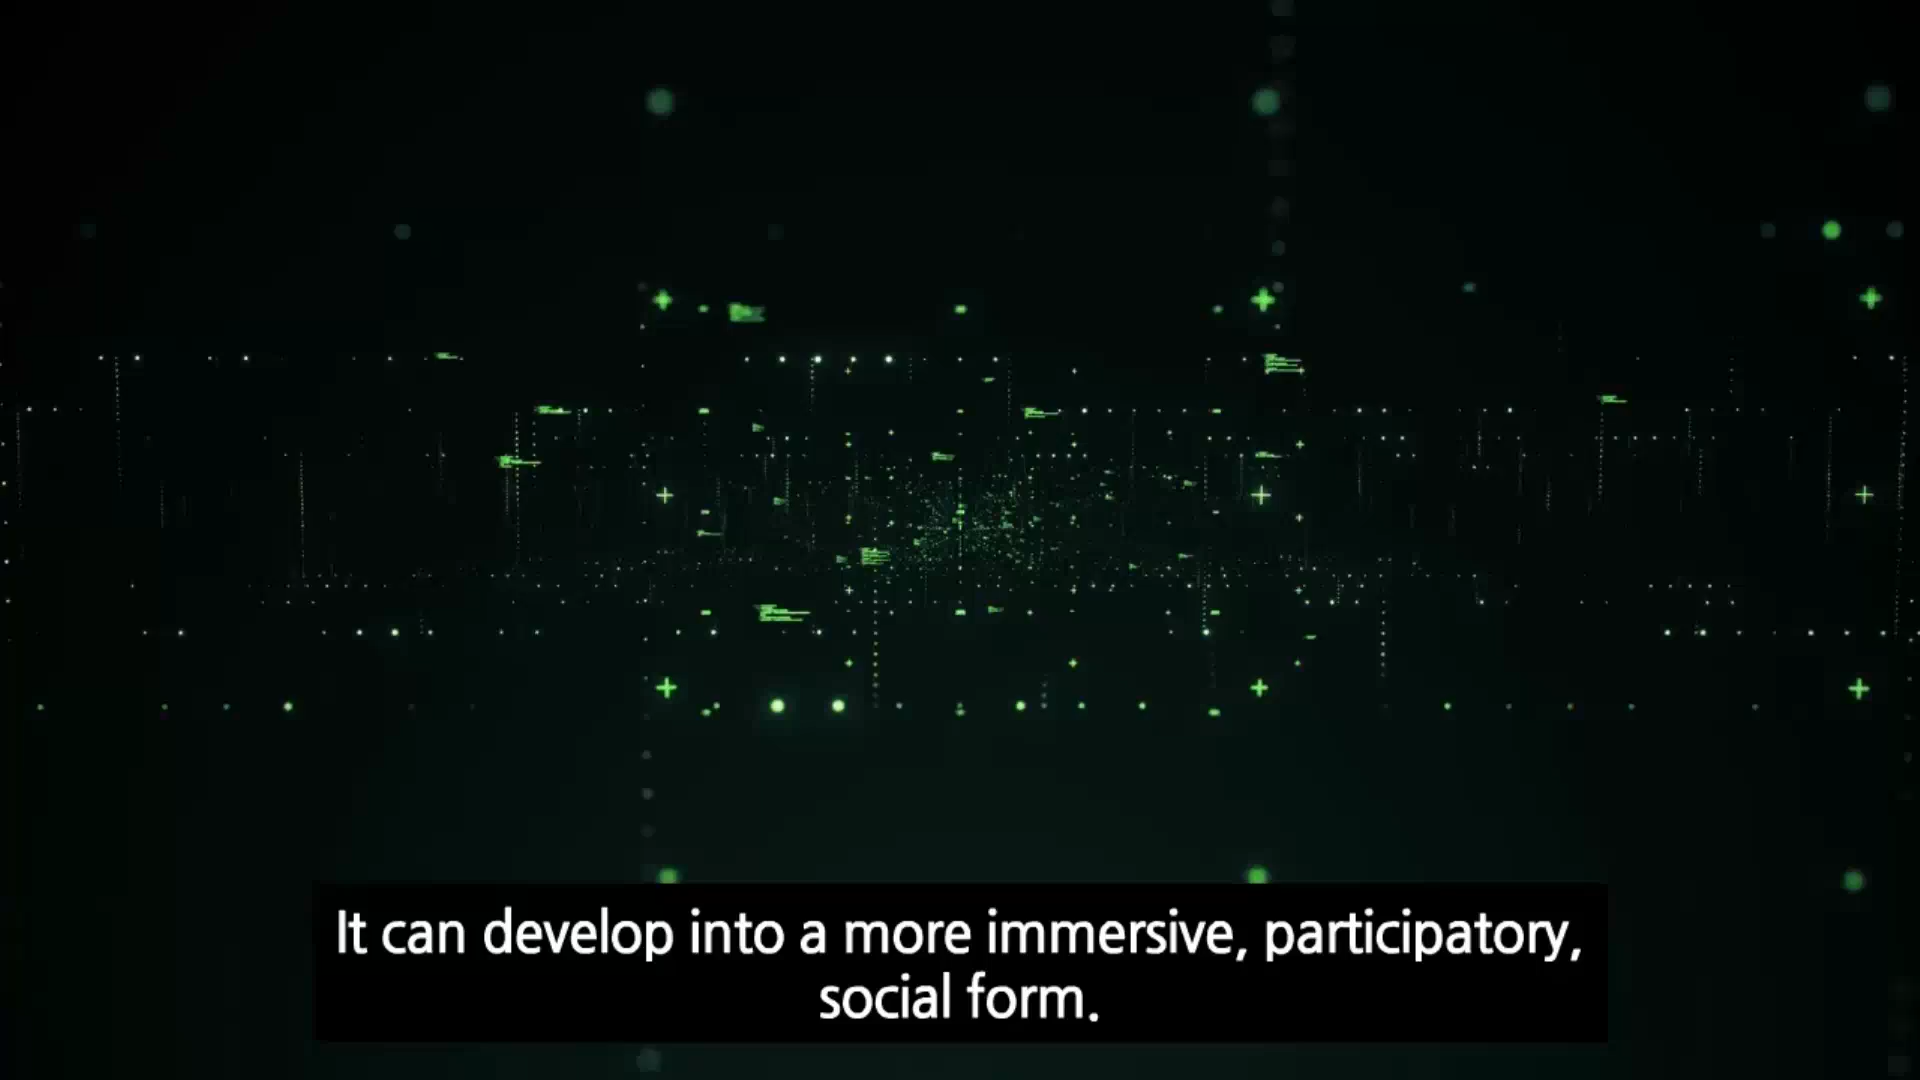 It can develop into a more immersive, participatory,
social form.